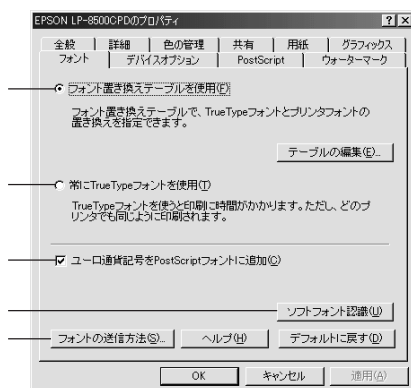 EPSON LP-8500CPDのプロパティ
全般 詳細 色の管理 共有 用紙 グラフィックス
フォント デバイスオプション PostScript ウォーターマーク
フォント置き換えテーブルを使用(F)
フォント置き換えテーブルで、TrueTypeフォントとプリンタフォントの
置き換えを指定できます。
テーブルの編集(E)...
常にTrueTypeフォントを使用(T)
TrueTypeフォントを使うと印刷に時間がかかります。ただし、どのプ
リンタでも同じように印刷されます。
ユーロ通貨記号をPostScriptフォントに追加(C)
ソフトフォント認識(U)
フォントの送信方法(S)... ヘルプ(H) デフォルトに戻す(D)
OK キャンセル 適用(A)